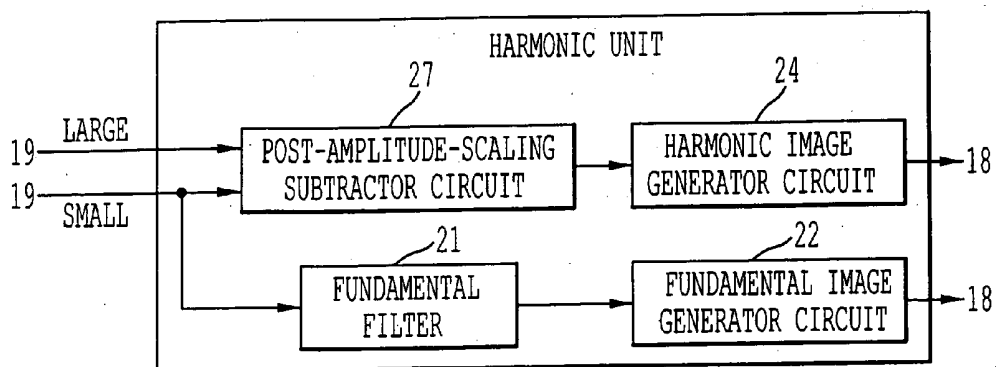 HARMONIC UNIT
27
24
19 LARGE
19 SMALL
POST-AMPLITUDE-SCALING
SUBTRACTOR CIRCUIT
HARMONIC IMAGE
GENERATOR CIRCUIT
18
21
22
FUNDAMENTAL
FILTER
FUNDAMENTAL IMAGE
GENERATOR CIRCUIT
18